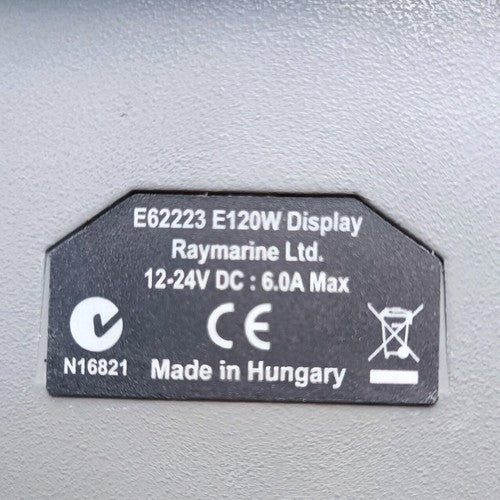 E62223 E120W Display
Raymarine Ltd.
12-24V DC : 6.0A Max
CE
N16821
Made in Hungary